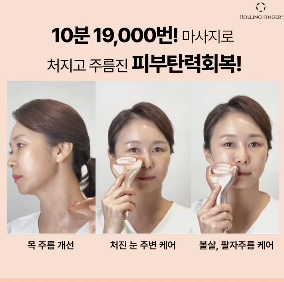 ROLLING FINGER
10분 19,000번! 마사지로
처지고 주름진 피부탄력회복!
목 주름 개선
처진 눈 주변 케어
볼살, 팔자주름 케어